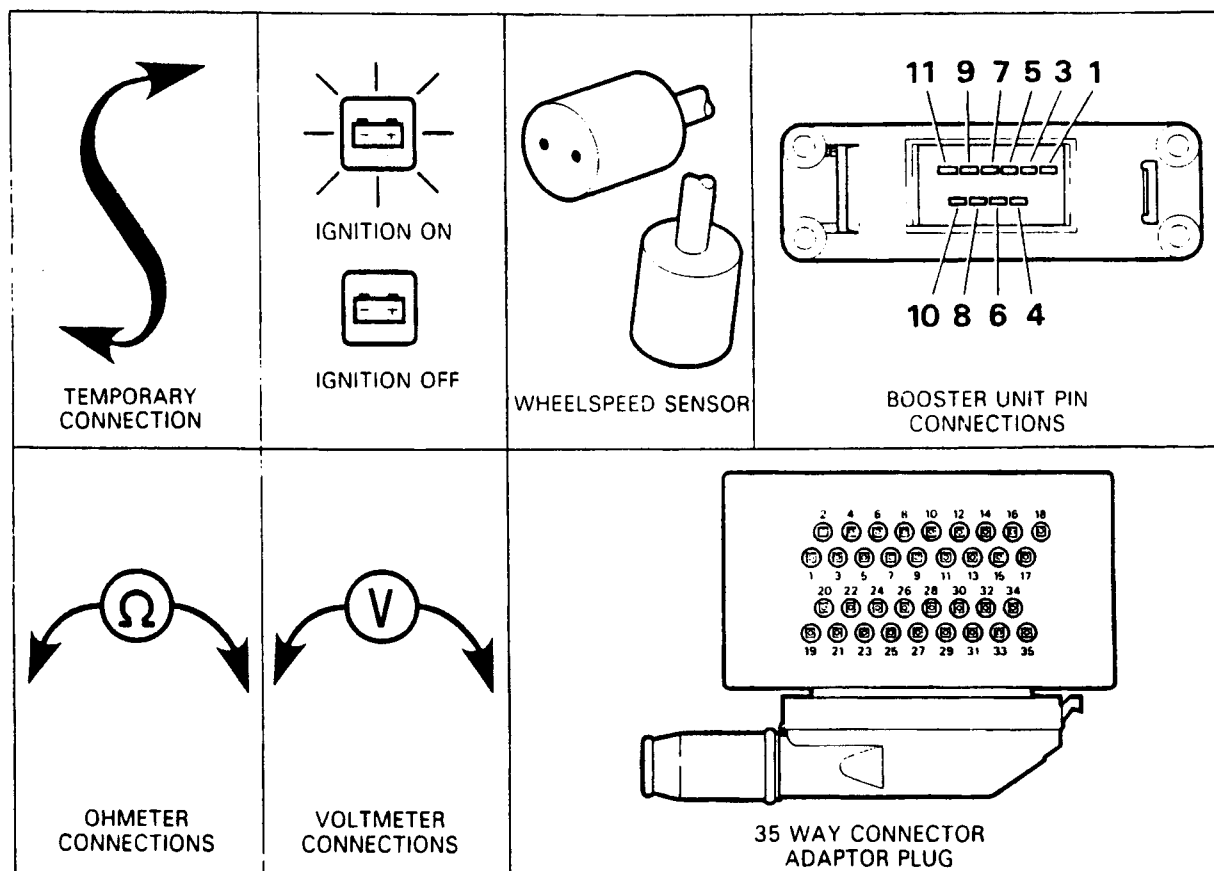 TEMPORARY
CONNECTION
IGNITION ON
IGNITION OFF
WHEELSPEED SENSOR
11 9 7 5 3 1
10 8 6 4
BOOSTER UNIT PIN
CONNECTIONS
Ω
OHMETER
CONNECTIONS
V
VOLTMETER
CONNECTIONS
2 4 6 8 10 12 14 16 18
1 3 5 7 9 11 13 15 17
20 22 24 26 28 30 32 34
19 21 23 25 27 29 31 33 35
35 WAY CONNECTOR
ADAPTOR PLUG